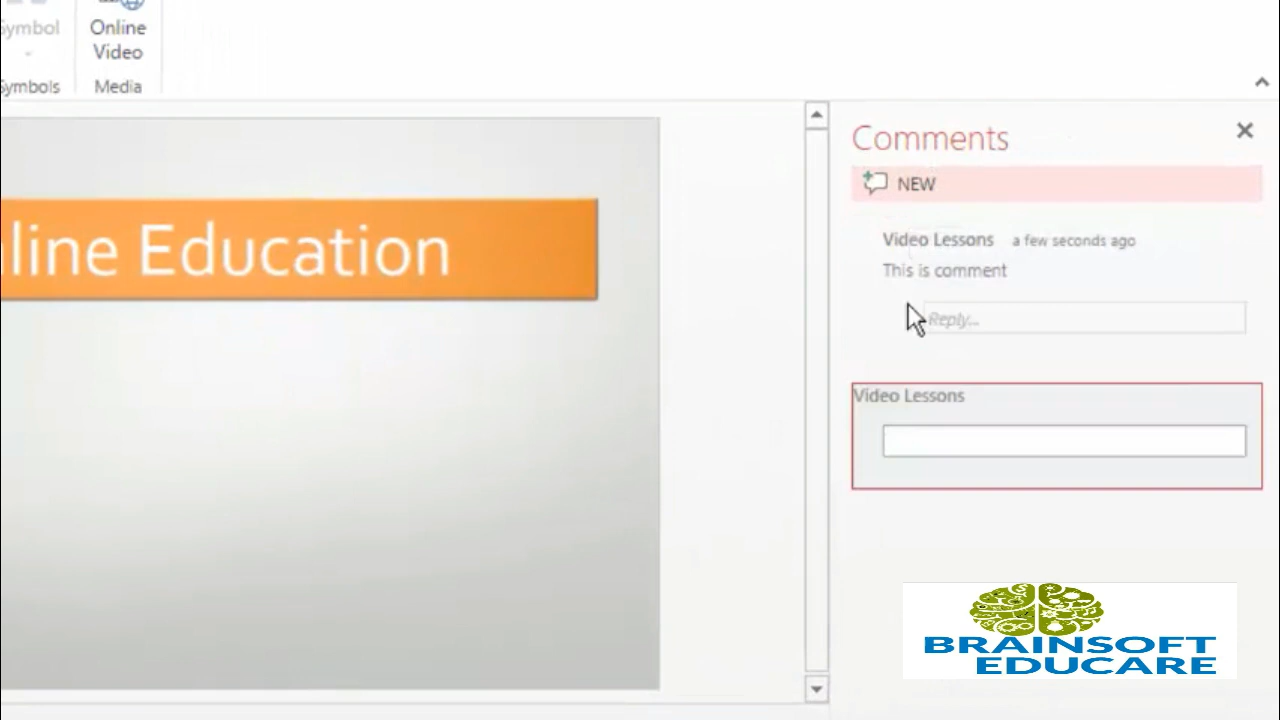 Symbol
Online
Video
Symbols
Media
Comments
NEW
line Education
Video Lessons a few seconds ago
This is comment
Reply...
Video Lessons
BRAINSOFT
EDUCARE